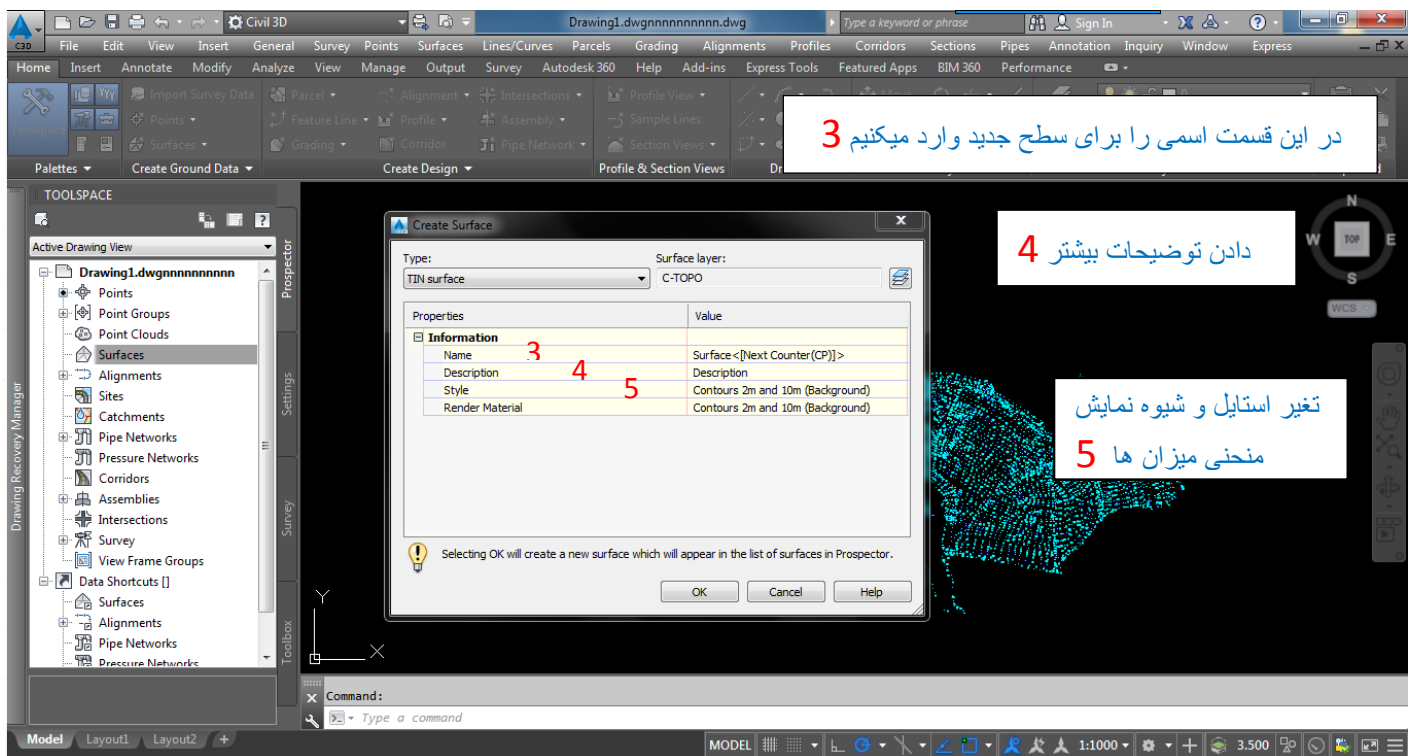 Civil 3D
Drawing1.dwgnnnnnnnnnn.dwg
Type a keyword or phrase
Sign In
C3D
File Edit View Insert General Survey Points Surfaces Lines/Curves Parcels Grading Alignments Profiles Corridors Sections Pipes Annotation Inquiry Window Express
Home Insert Annotate Modify Analyze View Manage Output Survey Autodesk 360 Help Add-ins Express Tools Featured Apps BIM 360 Performance
Import Survey Data Parcel Alignment Intersections Profile View
Points Feature Line Profile Assembly Sample Lines
Surfaces Grading Corridor Pipe Network Section Views
Palettes Create Ground Data Create Design Profile & Section Views
در این قسمت اسمی را برای سطح جدید وارد میکنیم 3
TOOLSPACE
Active Drawing View
Drawing1.dwgnnnnnnnnnn
Points
Point Groups
Point Clouds
Surfaces
Alignments
Sites
Catchments
Pipe Networks
Pressure Networks
Corridors
Assemblies
Intersections
Survey
View Frame Groups
Data Shortcuts []
Surfaces
Alignments
Pipe Networks
Pressure Networks
Prospector
Settings
Survey
Toolbox
Drawing Recovery Manager
Create Surface
Type:
Surface layer:
TIN surface
C-TOPO
Properties Value
Information
Name 3 Surface<[Next Counter(CP)]>
Description 4 Description
Style 5 Contours 2m and 10m (Background)
Render Material Contours 2m and 10m (Background)
Selecting OK will create a new surface which will appear in the list of surfaces in Prospector.
OK Cancel Help
دادن توضیحات بیشتر 4
تغیر استایل و شیوه نمایش
منحنی میزان ها 5
N
W TOP E
S
WCS
Y
X
Command:
Type a command
Model Layout1 Layout2 +
MODEL 1:1000 3.500